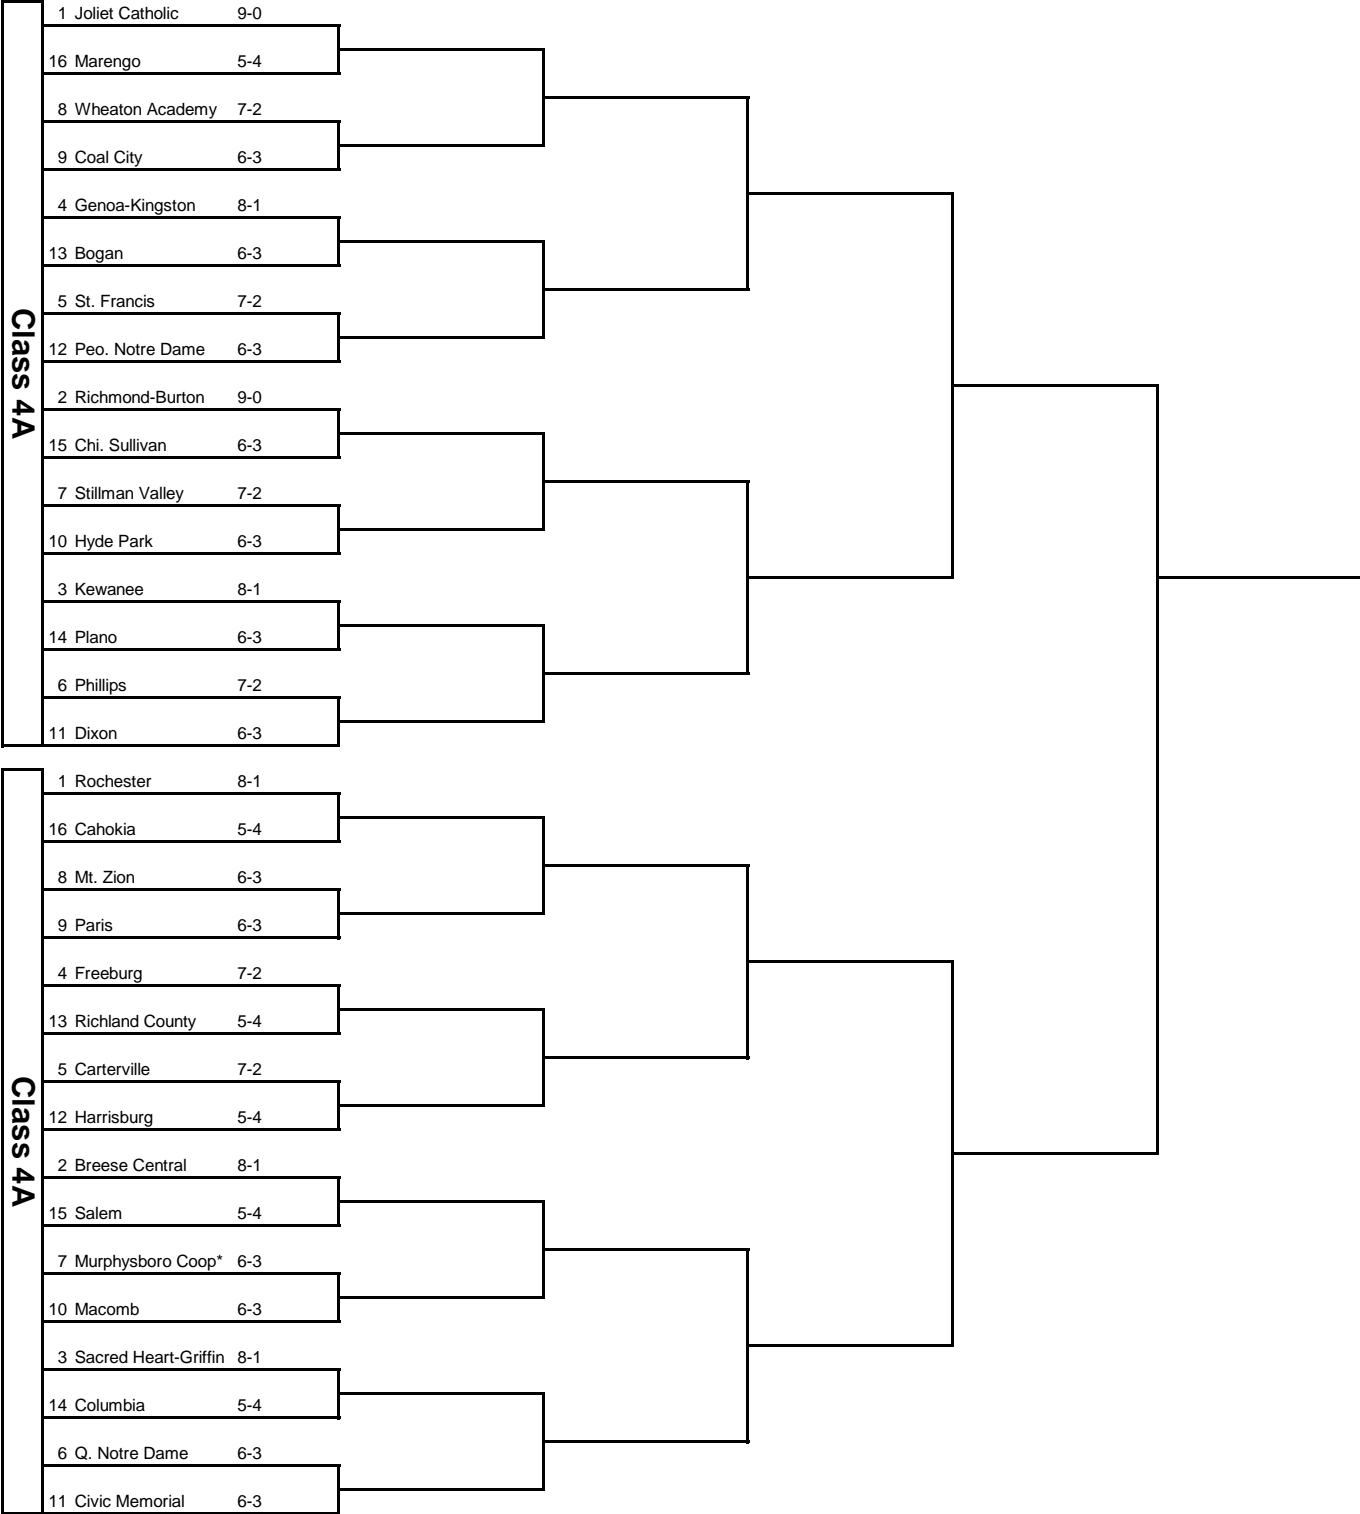 1 Joliet Catholic 9-0
16 Marengo 5-4
8 Wheaton Academy 7-2
9 Coal City 6-3
4 Genoa-Kingston 8-1
13 Bogan 6-3
5 St. Francis 7-2
12 Peo. Notre Dame 6-3
2 Richmond-Burton 9-0
15 Chi. Sullivan 6-3
7 Stillman Valley 7-2
10 Hyde Park 6-3
3 Kewanee 8-1
14 Plano 6-3
6 Phillips 7-2
11 Dixon 6-3
Class 4A
1 Rochester 8-1
16 Cahokia 5-4
8 Mt. Zion 6-3
9 Paris 6-3
4 Freeburg 7-2
13 Richland County 5-4
5 Carterville 7-2
12 Harrisburg 5-4
2 Breese Central 8-1
15 Salem 5-4
7 Murphysboro Coop* 6-3
10 Macomb 6-3
3 Sacred Heart-Griffin 8-1
14 Columbia 5-4
6 Q. Notre Dame 6-3
11 Civic Memorial 6-3
Class 4A